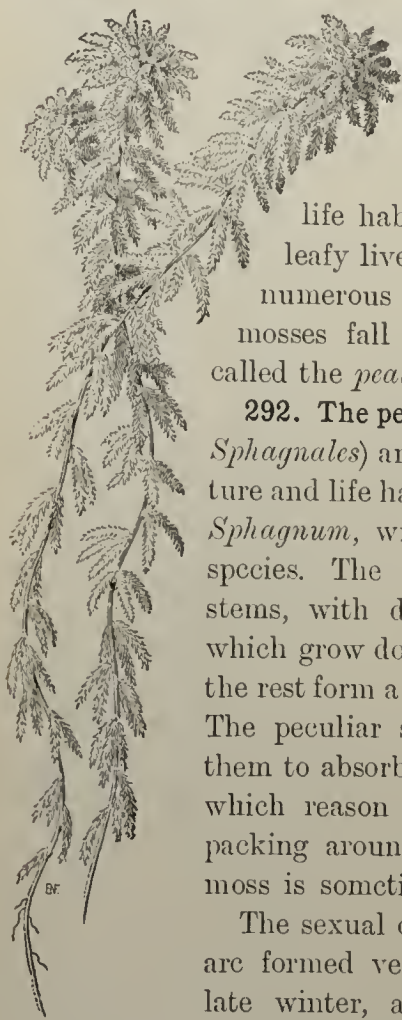 life hab
leafy live
numerous
mosses fall
called the peat
292. The pe
Sphagnales) ar
ture and life ha
Sphagnum, wi
species. The
stems, with d
which grow do
the rest form a
The peculiar s
them to absorb
which reason
packing aroun
moss is someti
The sexual o
are formed ve
late winter, a